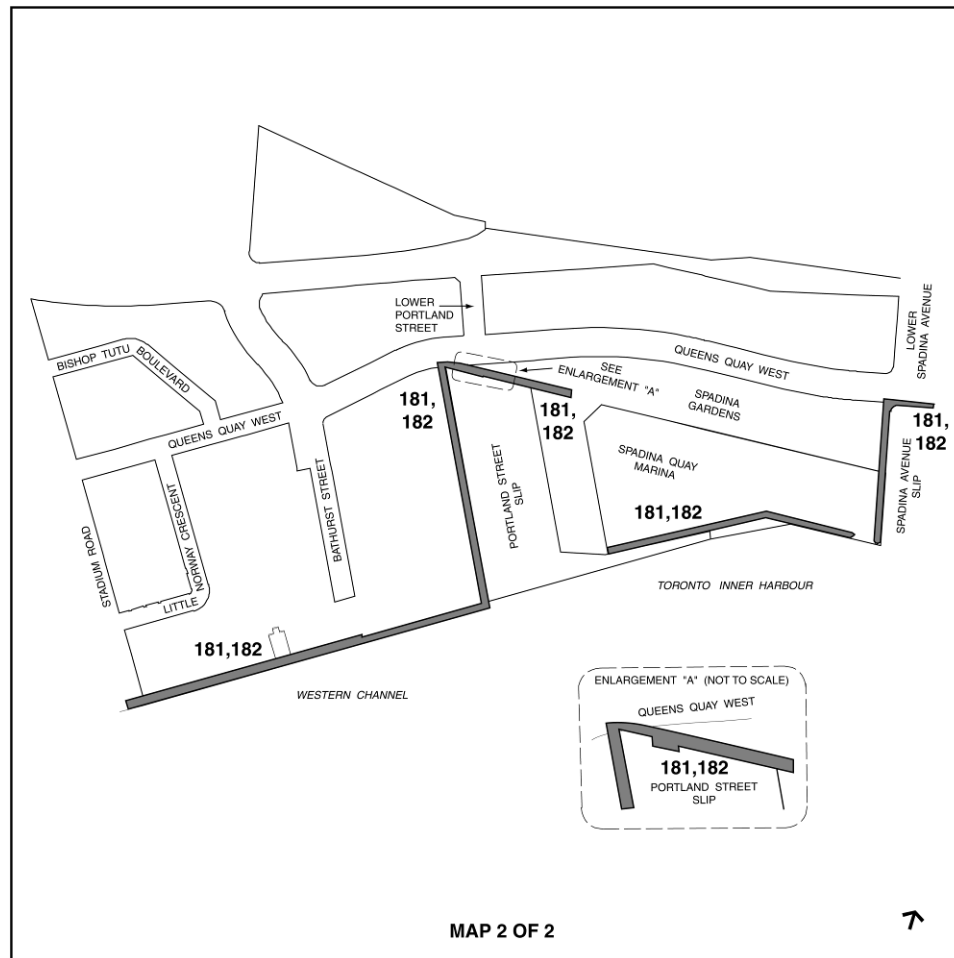 LOWER
PORTLAND
STREET
LOWER
SPADINA AVENUE
BISHOP TUTU
BOULEVARD
QUEENS QUAY WEST
SEE
ENLARGEMENT "A"
SPADINA
GARDENS
181,
182
181,
182
181,
182
QUEENS QUAY WEST
SPADINA QUAY
MARINA
PORTLAND STREET
SLIP
SPADINA AVENUE
SLIP
BATHURST STREET
181,182
STADIUM ROAD
LITTLE NORWAY CRESCENT
TORONTO INNER HARBOUR
181,182
WESTERN CHANNEL
ENLARGEMENT "A" (NOT TO SCALE)
QUEENS QUAY WEST
181,182
PORTLAND STREET
SLIP
MAP 2 OF 2